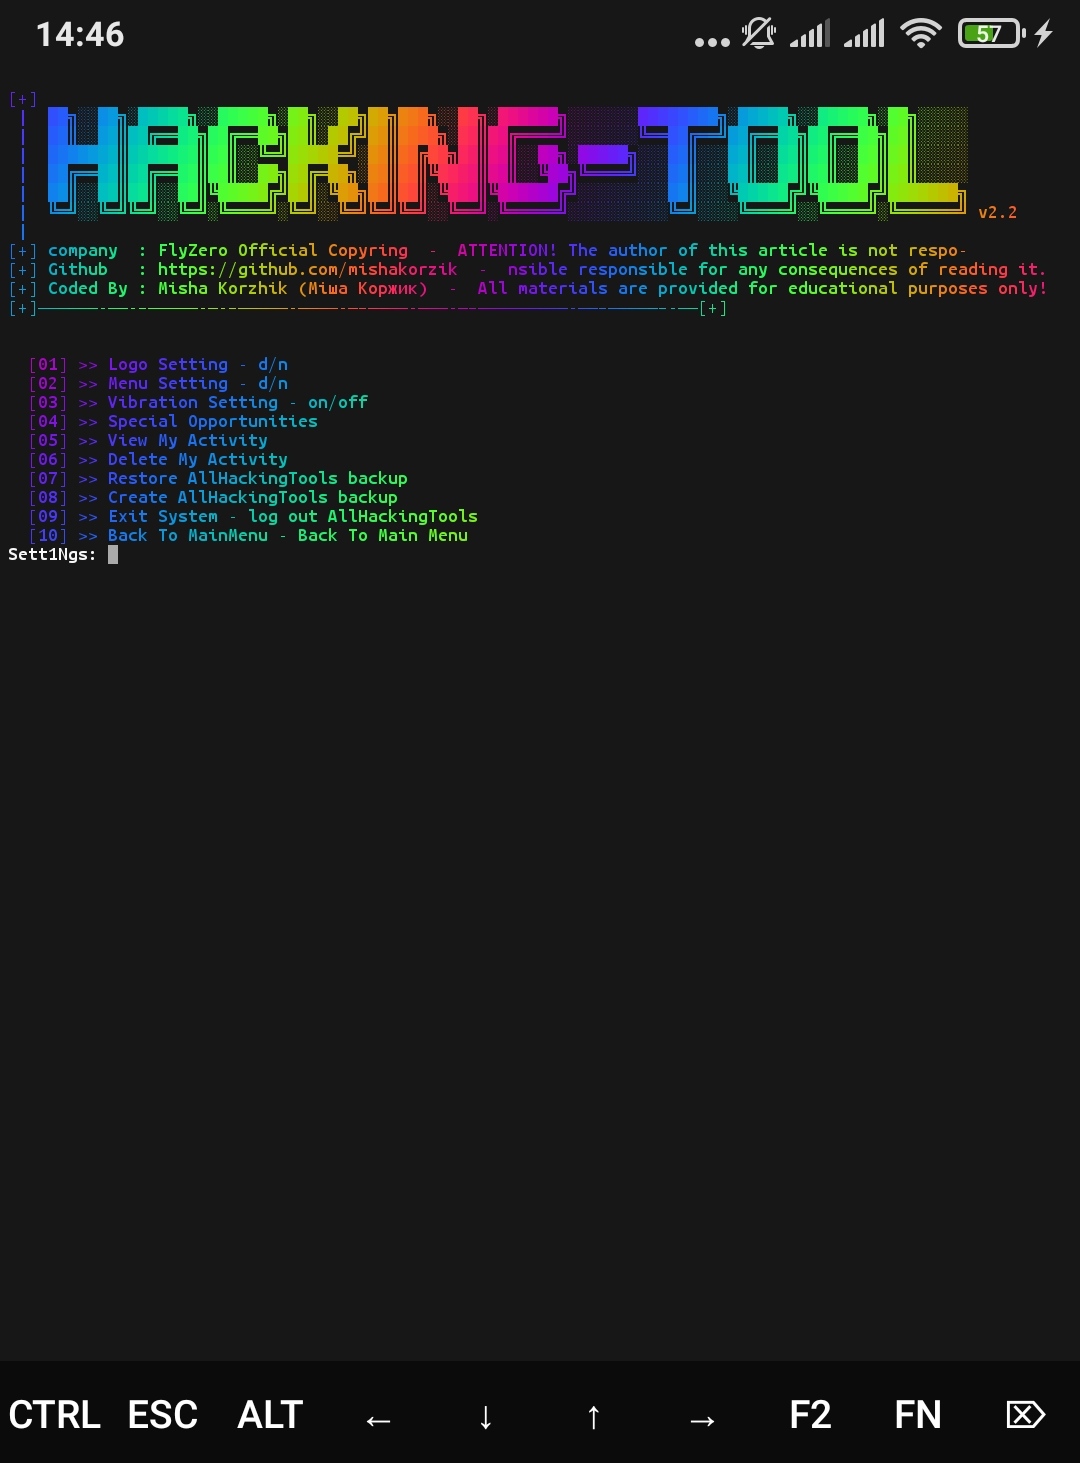 14:46
57
[+]
HACKING-TOOL v2.2
[+] company : FlyZero Official Copyring - ATTENTION! The author of this article is not respo-
[+] Github : https://github.com/mishakorzik - nsible responsible for any consequences of reading it.
[+] Coded By : Misha Korzhik (Міша Коржик) - All materials are provided for educational purposes only!
[+]
[+]
[01] >> Logo Setting - d/n
[02] >> Menu Setting - d/n
[03] >> Vibration Setting - on/off
[04] >> Special Opportunities
[05] >> View My Activity
[06] >> Delete My Activity
[07] >> Restore AllHackingTools backup
[08] >> Create AllHackingTools backup
[09] >> Exit System - log out AllHackingTools
[10] >> Back To MainMenu - Back To Main Menu
Sett1Ngs:
CTRL ESC ALT ← ↓ ↑ → F2 FN